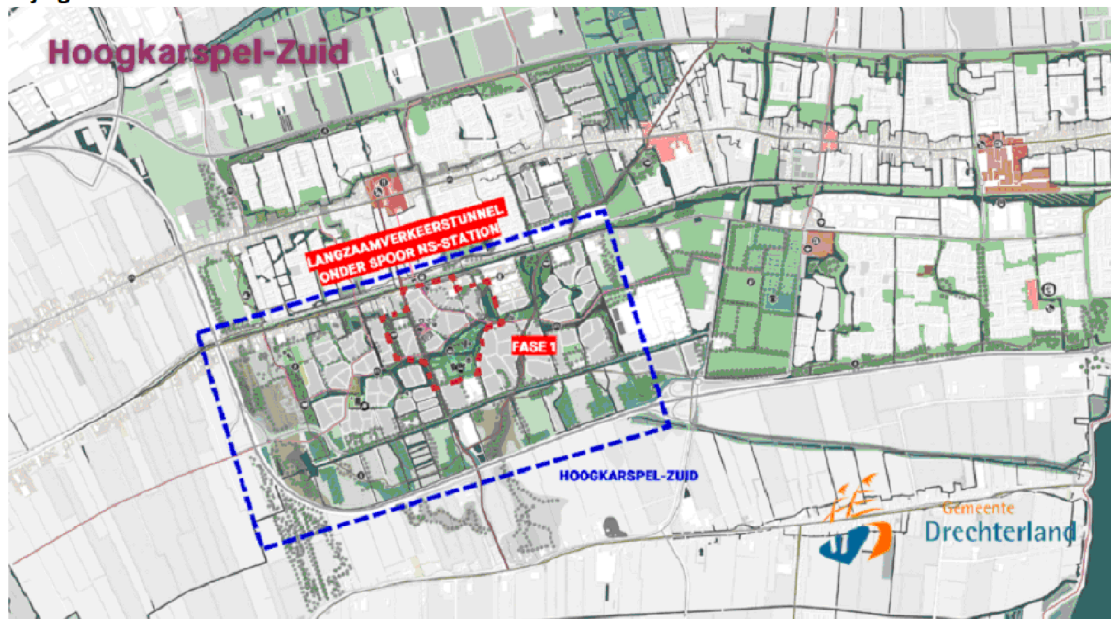 Hoogkarspel-Zuid
LANGZAAMVERKEERSTUNNEL
ONDER SPOOR NS-STATION
FASE 1
HOOGKARSPEL-ZUID
Gemeente
Drechterland